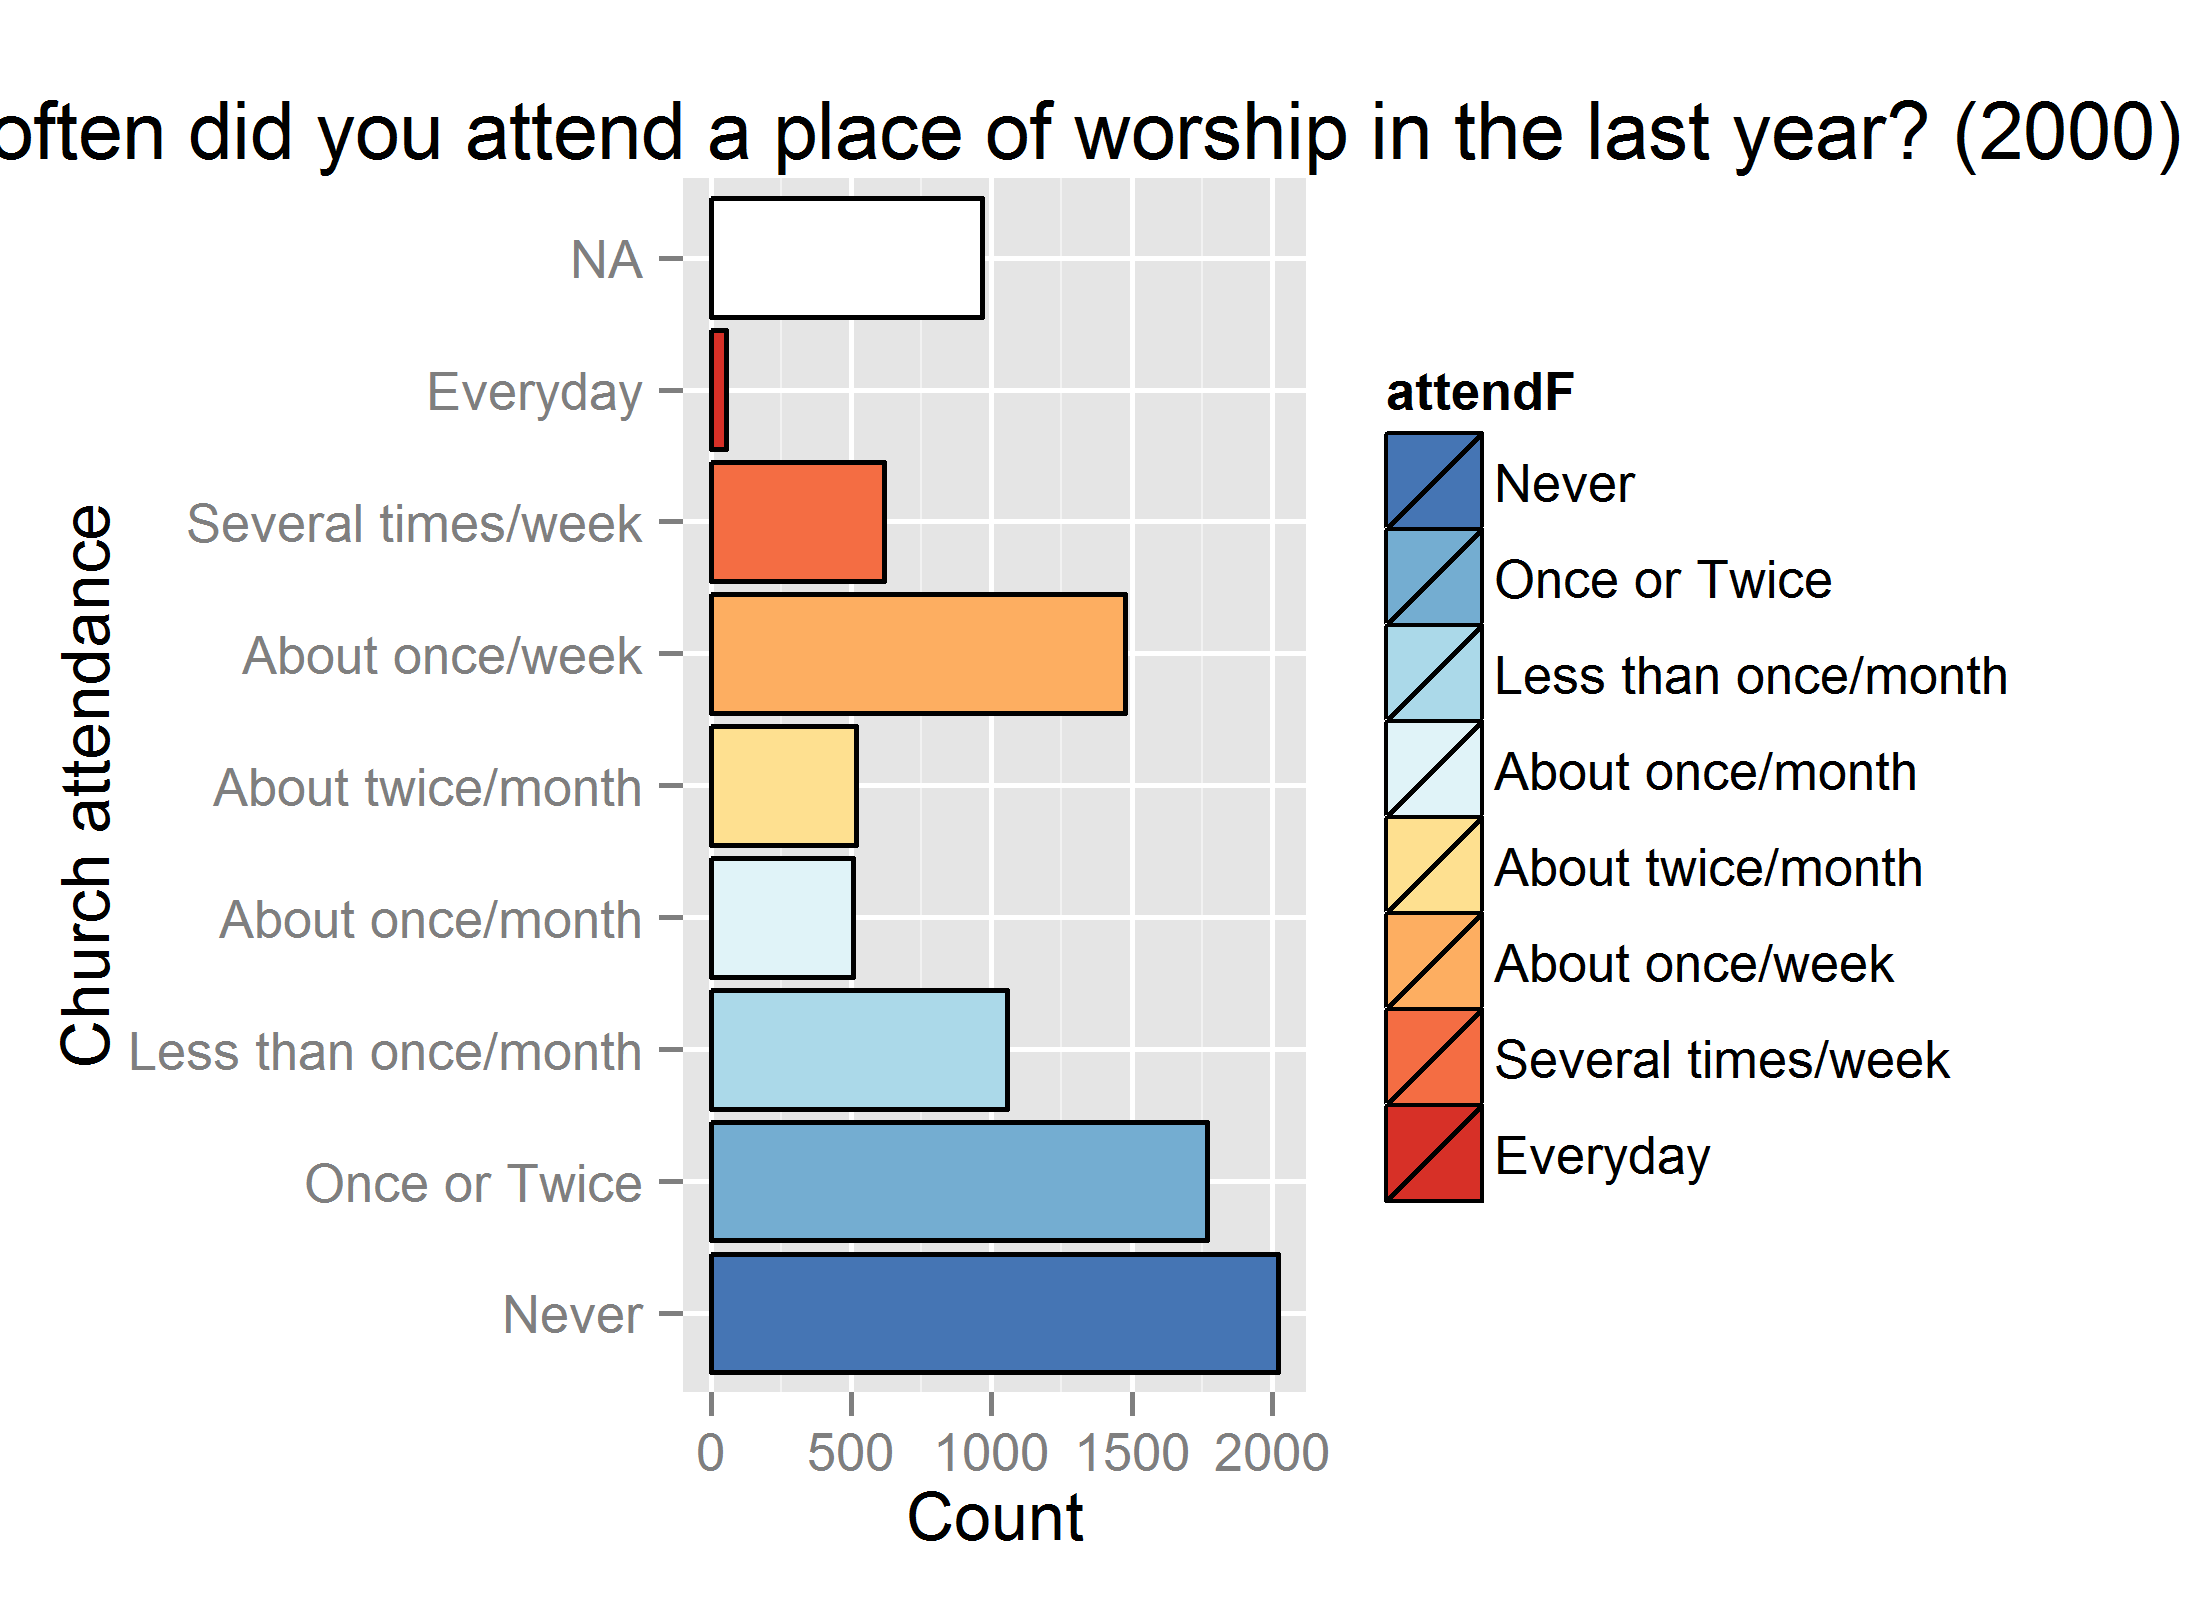 often did you attend a place of worship in the last year? (2000)
NA
Everyday
Several times/week
About once/week
About twice/month
About once/month
Less than once/month
Once or Twice
Never
Church attendance
0 500 1000 1500 2000
Count
attendF
Never
Once or Twice
Less than once/month
About once/month
About twice/month
About once/week
Several times/week
Everyday